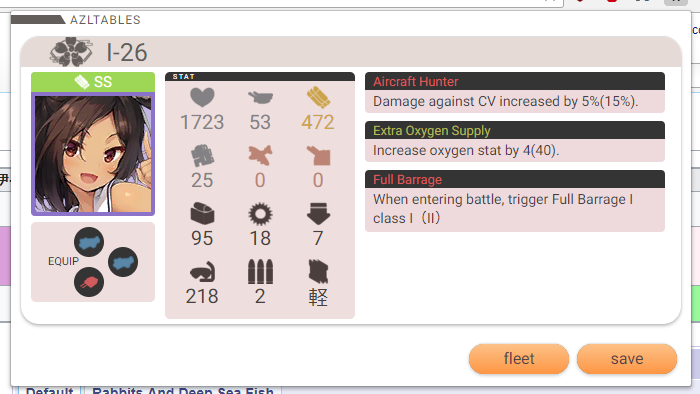 AZLTABLES
I-26
SS
STAT
1723 53 472
25 0 0
95 18 7
218 2 軽
EQUIP
Aircraft Hunter
Damage against CV increased by 5%(15%).
Extra Oxygen Supply
Increase oxygen stat by 4(40).
Full Barrage
When entering battle, trigger Full Barrage I
class I（II）
fleet save
Default Rabbits And Deep Sea Fish